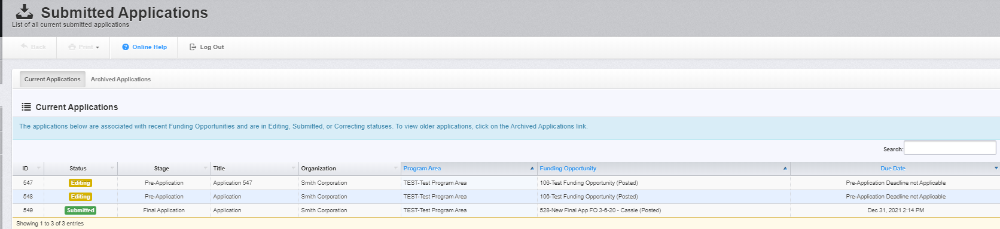 Submitted Applications
List of all current submitted applications
Back Print Online Help Log Out
Current Applications Archived Applications
Current Applications
The applications below are associated with recent Funding Opportunities and are in Editing, Submitted, or Correcting statuses. To view older applications, click on the Archived Applications link.
Search:
ID Status Stage Title Organization Program Area Funding Opportunity Due Date
547 Editing Pre-Application Application 547 Smith Corporation TEST-Test Program Area 106-Test Funding Opportunity (Posted) Pre-Application Deadline not Applicable
548 Editing Pre-Application Application Smith Corporation TEST-Test Program Area 106-Test Funding Opportunity (Posted) Pre-Application Deadline not Applicable
549 Submitted Final Application Application Smith Corporation TEST-Test Program Area 528-New Final App FO 3-6-20 - Cassie (Posted) Dec 31, 2021 2:14 PM
Showing 1 to 3 of 3 entries